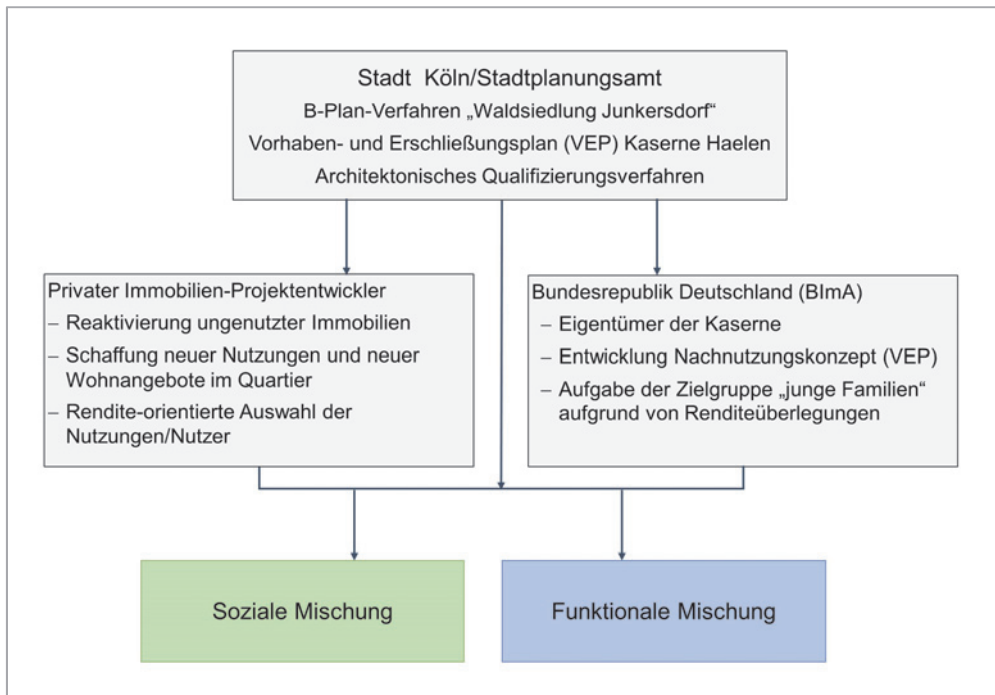 Stadt Köln/Stadtplanungsamt
B-Plan-Verfahren „Waldsiedlung Junkersdorf“
Vorhaben- und Erschließungsplan (VEP) Kaserne Haelen
Architektonisches Qualifizierungsverfahren
Privater Immobilien-Projektentwickler
– Reaktivierung ungenutzter Immobilien
– Schaffung neuer Nutzungen und neuer
Wohnangebote im Quartier
– Rendite-orientierte Auswahl der
Nutzungen/Nutzer
Bundesrepublik Deutschland (BImA)
– Eigentümer der Kaserne
– Entwicklung Nachnutzungskonzept (VEP)
– Aufgabe der Zielgruppe „junge Familien“
aufgrund von Renditeüberlegungen
Soziale Mischung
Funktionale Mischung